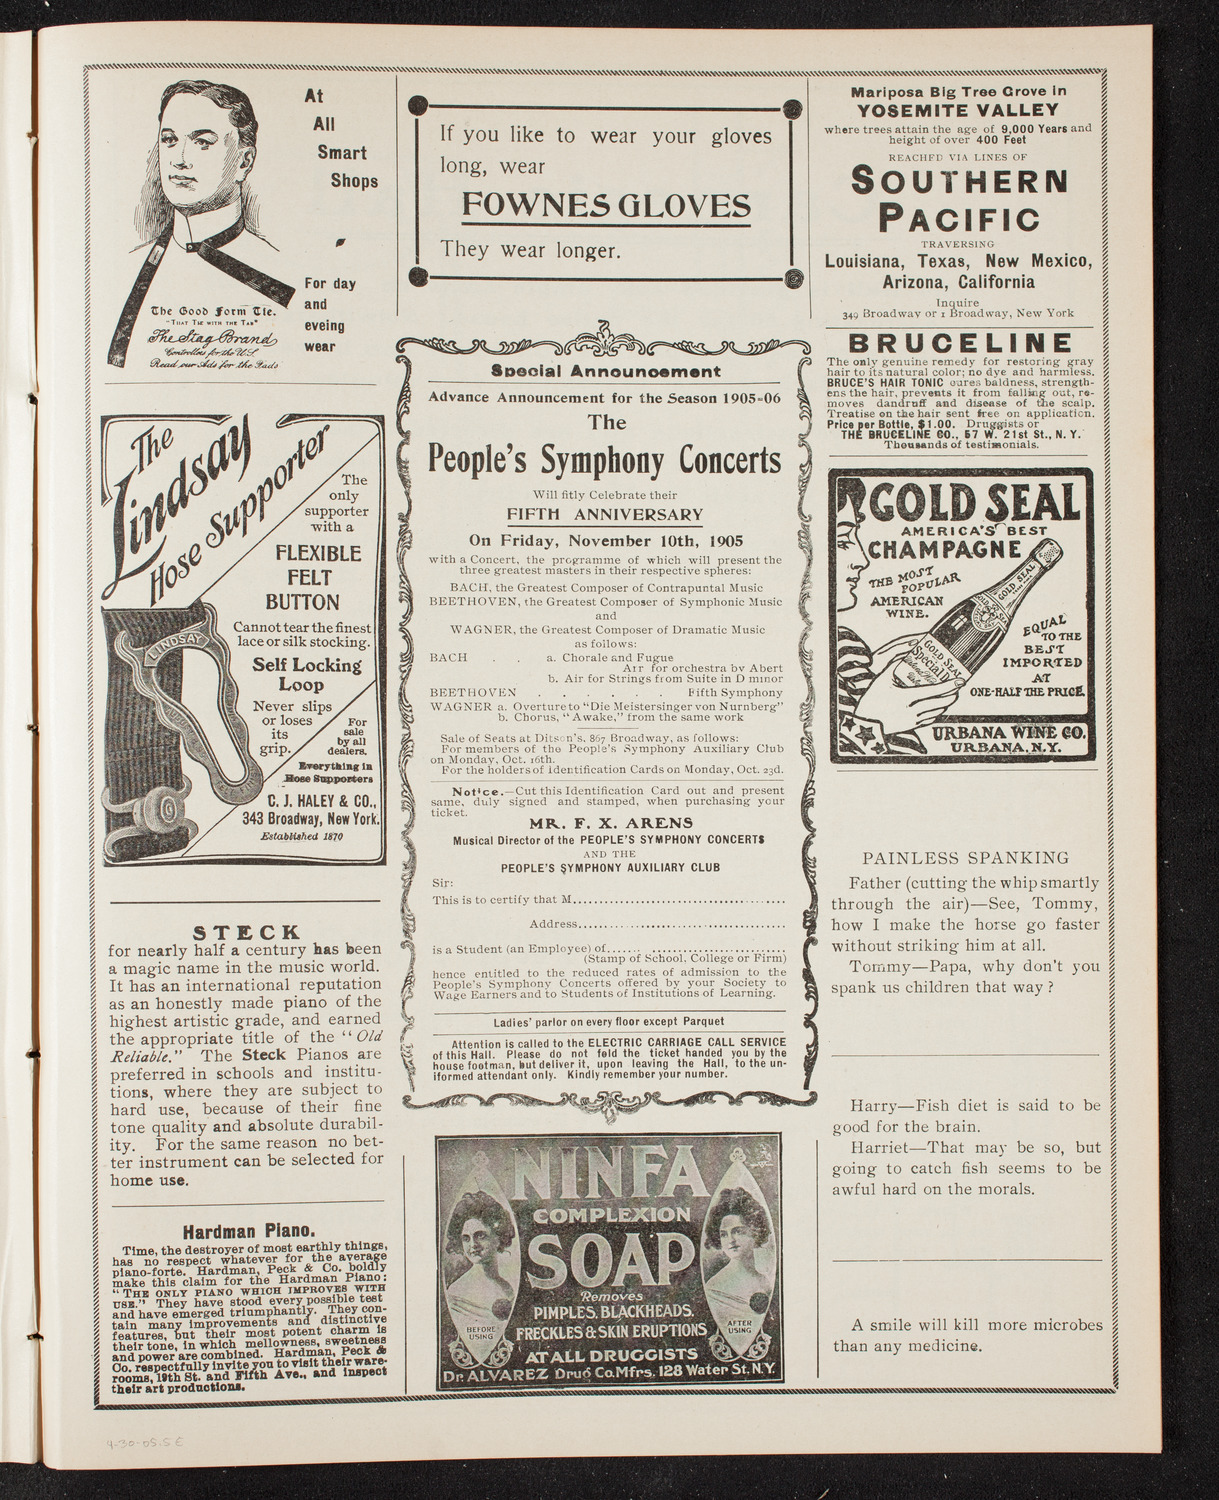 At
All
Smart
Shops
For day
and
eveing
wear
The Good Form Tie.
"THAT TIE WITH THE TAB"
The Stag Brand
Controllors for the U.S.
Read our Ads for the Fads
The
Lindsay
Hose Supporter
The
only
supporter
with a
FLEXIBLE
FELT
BUTTON
Cannot tear the finest
lace or silk stocking.
Self Locking
Loop
Never slips
or loses
its
grip.
For
sale
by all
dealers.
Everything in
Hose Supporters
C. J. HALEY & CO.,
343 Broadway, New York.
Established 1870
LINDSAY
STECK
for nearly half a century has been
a magic name in the music world.
It has an international reputation
as an honestly made piano of the
highest artistic grade, and earned
the appropriate title of the "Old
Reliable." The Steck Pianos are
preferred in schools and institu-
tions, where they are subject to
hard use, because of their fine
tone quality and absolute durabil-
ity. For the same reason no bet-
ter instrument can be selected for
home use.
Hardman Piano.
Time, the destroyer of most earthly things,
has no respect whatever for the average
piano-forte. Hardman, Peck & Co. boldly
make this claim for the Hardman Piano:
"THE ONLY PIANO WHICH IMPROVES WITH
USE." They have stood every possible test
and have emerged triumphantly. They con-
tain many improvements and distinctive
features, but their most potent charm is
their tone, in which mellowness, sweetness
and power are combined. Hardman, Peck &
Co. respectfully invite you to visit their ware-
rooms, 19th St. and Fifth Ave., and inspect
their art productions.
If you like to wear your gloves
long, wear
FOWNES GLOVES
They wear longer.
Special Announcement
Advance Announcement for the Season 1905-06
The
People's Symphony Concerts
Will fitly Celebrate their
FIFTH ANNIVERSARY
On Friday, November 10th, 1905
with a Concert, the programme of which will present the
three greatest masters in their respective spheres:
BACH, the Greatest Composer of Contrapuntal Music
BEETHOVEN, the Greatest Composer of Symphonic Music
and
WAGNER, the Greatest Composer of Dramatic Music
as follows:
BACH . . a. Chorale and Fugue
Arr for orchestra by Abert
b. Air for Strings from Suite in D minor
BEETHOVEN . . . . . . Fifth Symphony
WAGNER a. Overture to "Die Meistersinger von Nurnberg"
b. Chorus, "Awake," from the same work
Sale of Seats at Ditson's. 867 Broadway, as follows:
For members of the People's Symphony Auxiliary Club
on Monday, Oct. 16th.
For the holders of identification Cards on Monday, Oct. 23d.
Notice.—Cut this Identification Card out and present
same, duly signed and stamped, when purchasing your
ticket.
MR. F. X. ARENS
Musical Director of the PEOPLE'S SYMPHONY CONCERTS
AND THE
PEOPLE'S SYMPHONY AUXILIARY CLUB
Sir:
This is to certify that M........................................
Address.......................................
is a Student (an Employee) of..................................
(Stamp of School. College or Firm)
hence entitled to the reduced rates of admission to the
People's Symphony Concerts offered by your Society to
Wage Earners and to Students of Institutions of Learning.
Ladies' parlor on every floor except Parquet
Attention is called to the ELECTRIC CARRIAGE CALL SERVICE
of this Hall. Please do not fold the ticket handed you by the
house footman, but deliver it, upon leaving the Hall, to the un-
iformed attendant only. Kindly remember your number.
NINFA
COMPLEXION
SOAP
Removes
PIMPLES, BLACKHEADS.
FRECKLES & SKIN ERUPTIONS
BEFORE
USING
AFTER
USING
AT ALL DRUGGISTS
Dr. ALVAREZ Drug Co. Mfrs. 128 Water St. N.Y.
Mariposa Big Tree Grove in
YOSEMITE VALLEY
where trees attain the age of 9,000 Years and
height of over 400 Feet
REACHED VIA LINES OF
SOUTHERN
PACIFIC
TRAVERSING
Louisiana, Texas, New Mexico,
Arizona, California
Inquire
349 Broadway or 1 Broadway, New York
BRUCELINE
The only genuine remedy for restoring gray
hair to its natural color; no dye and harmless.
BRUCE'S HAIR TONIC cures baldness, strength-
ens the hair, prevents it from falling out, re-
moves dandruff and disease of the scalp.
Treatise on the hair sent free on application.
Price per Bottle, $1.00. Druggists or
THE BRUCELINE CO., 57 W. 21st St., N. Y.
Thousands of testimonials.
GOLD SEAL
AMERICA'S BEST
CHAMPAGNE
THE MOST
POPULAR
AMERICAN
WINE.
GOLD SEAL
GOLD SEAL
Special Dry
EQUAL
TO THE
BEST
IMPORTED
AT
ONE-HALF THE PRICE.
URBANA WINE CO.
URBANA, N.Y.
PAINLESS SPANKING
Father (cutting the whip smartly
through the air)—See, Tommy,
how I make the horse go faster
without striking him at all.
Tommy—Papa, why don't you
spank us children that way?
Harry—Fish diet is said to be
good for the brain.
Harriet—That may be so, but
going to catch fish seems to be
awful hard on the morals.
A smile will kill more microbes
than any medicine.
4-30-05.5E